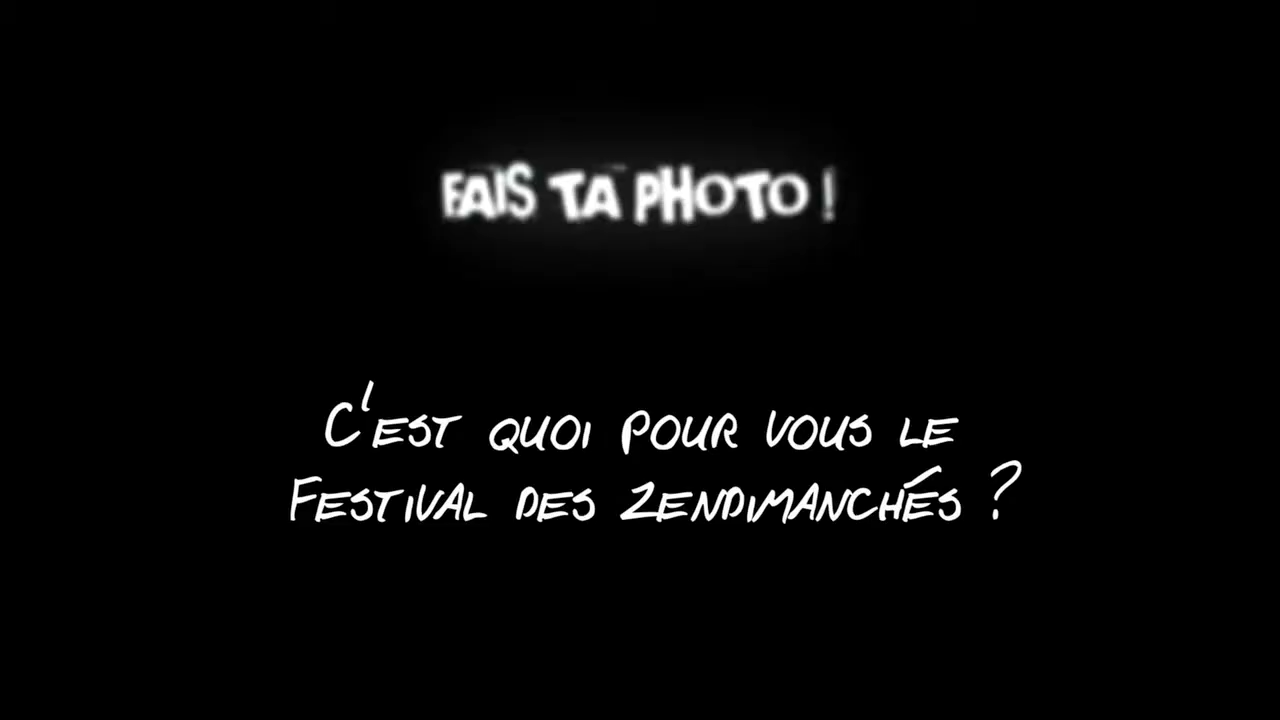 FAIS TA PHOTO !
C'EST QUOI POUR VOUS LE
FESTIVAL DES ZENDIMANCHÉS ?